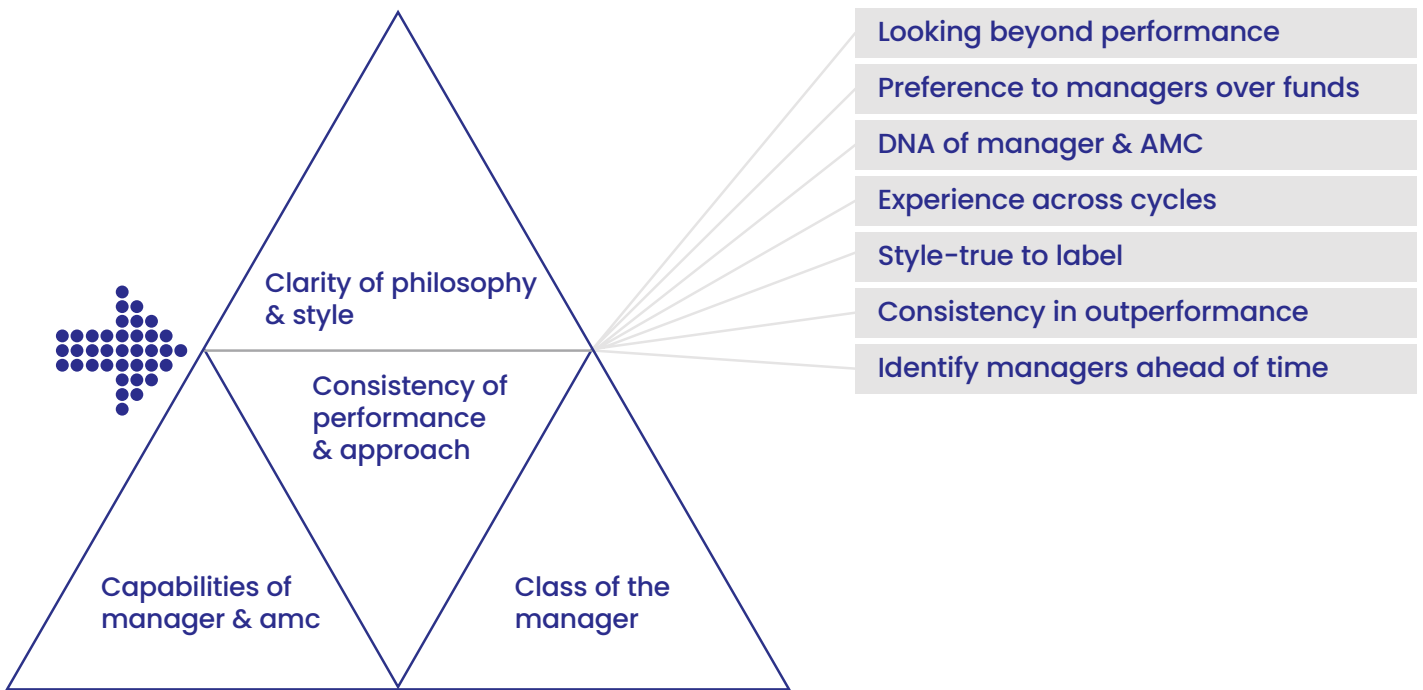 Clarity of philosophy
& style
Consistency of
performance
& approach
Capabilities of
manager & amc
Class of the
manager
Looking beyond performance
Preference to managers over funds
DNA of manager & AMC
Experience across cycles
Style-true to label
Consistency in outperformance
Identify managers ahead of time